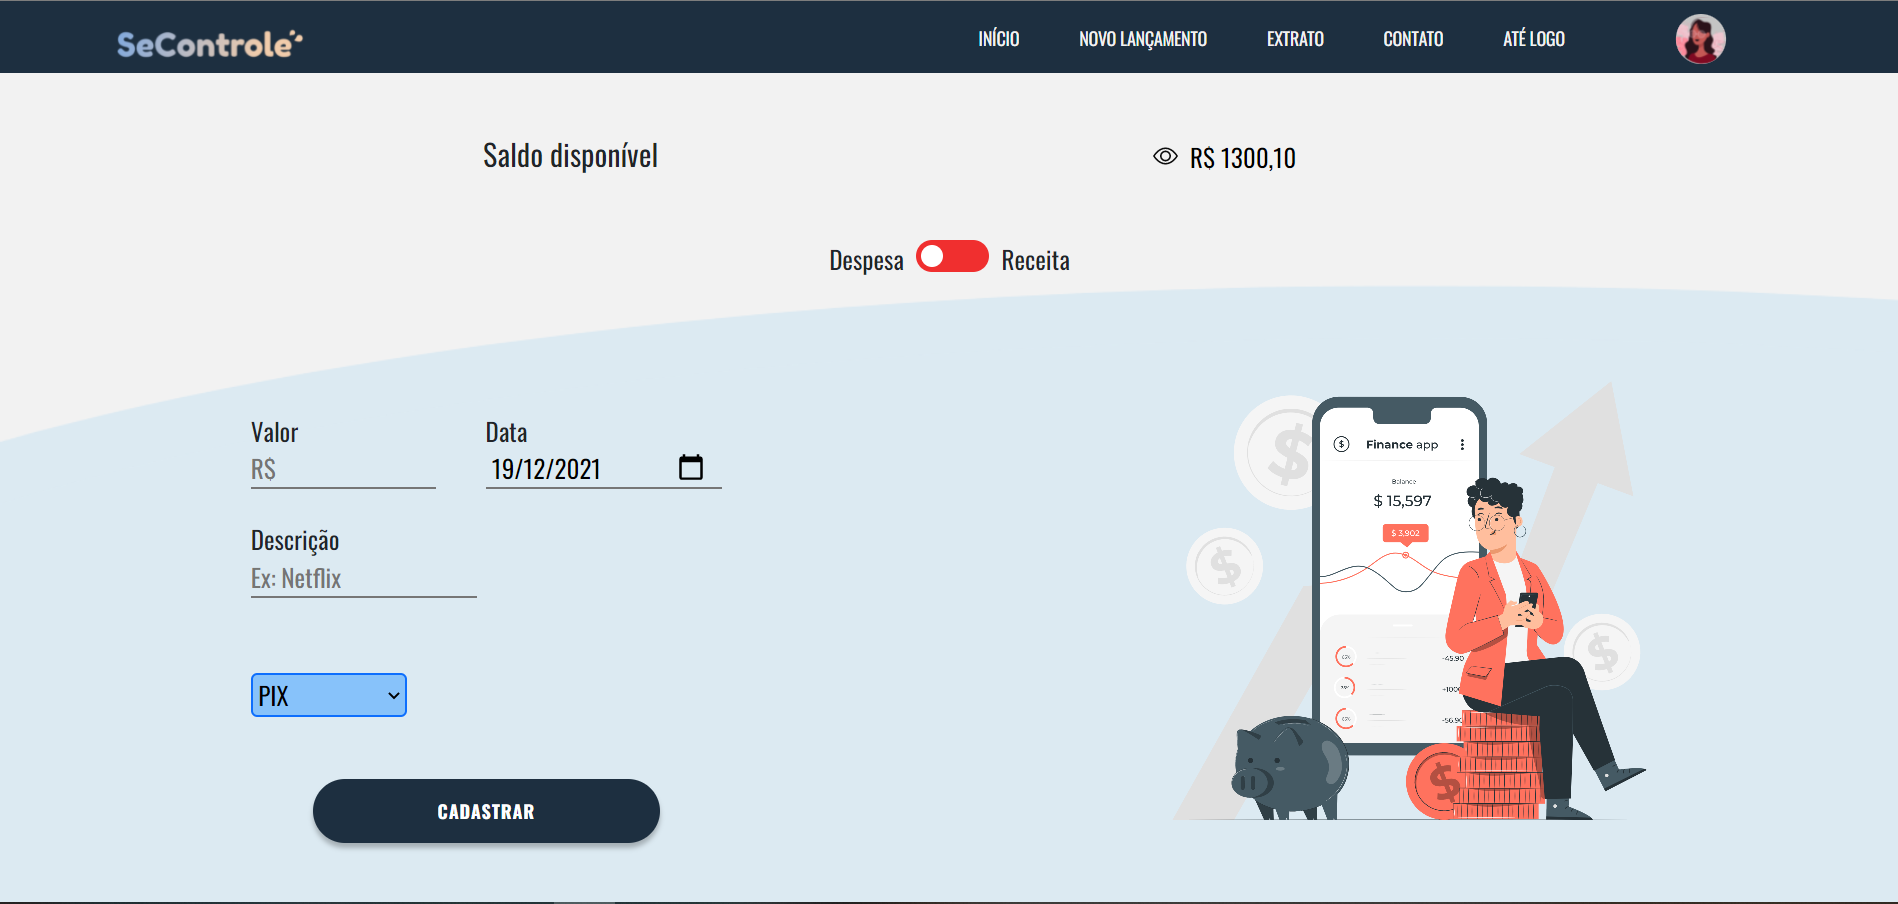 SeControle
INÍCIO NOVO LANÇAMENTO EXTRATO CONTATO ATÉ LOGO
Saldo disponível R$ 1300,10
Despesa Receita
Valor Data
R$ 19/12/2021
Descrição
Ex: Netflix
PIX
CADASTRAR
$ Finance app
Balance
$ 15,597
$ 3,902
-45.90
+100
-56.90